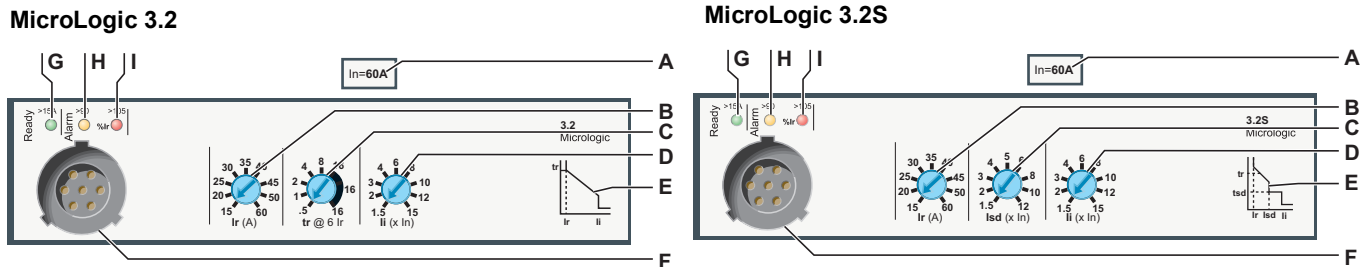 MicroLogic 3.2
G H I
In=60A
A
B
C
D
E
F
Ready
>15A
Alarm
>90
>105
%Ir
3.2
Micrologic
15 20 25 30 35 40 45 50 60
Ir (A)
.5 1 2 4 8 16 16 16
tr @ 6 Ir
1.5 2 3 4 6 8 10 12 15
Ii (x In)
tr
Ir Ii
MicroLogic 3.2S
G H I
In=60A
A
B
C
D
E
F
Ready
>15A
Alarm
>90
>105
%Ir
3.2S
Micrologic
15 20 25 30 35 40 45 50 60
Ir (A)
1.5 2 3 4 5 6 8 10 12
Isd (x In)
1.5 2 3 4 6 8 10 12 15
Ii (x In)
tr
tsd
Ir Isd Ii